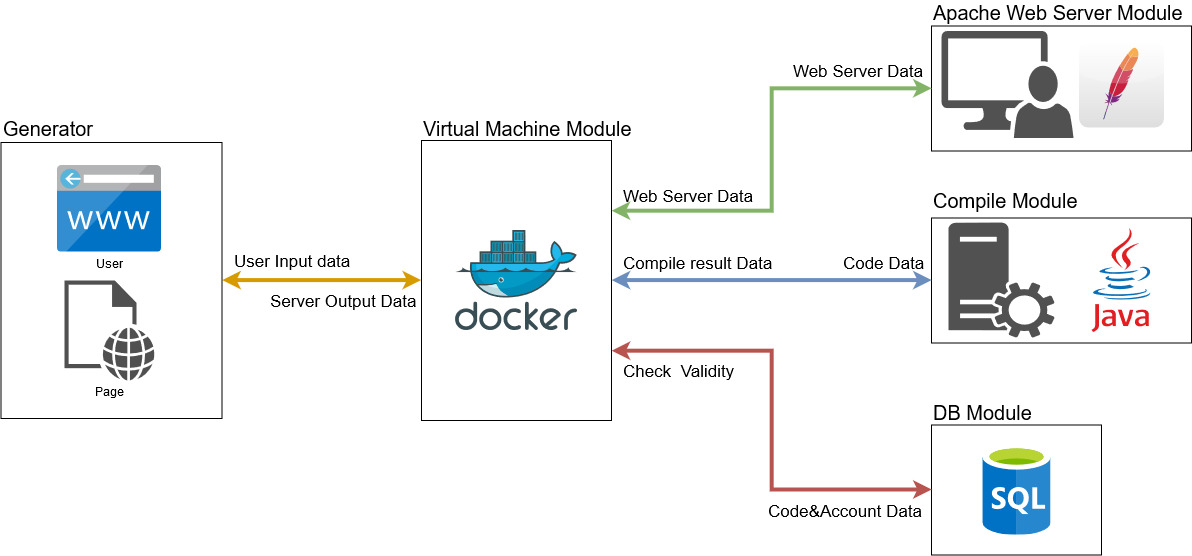 Apache Web Server Module
Web Server Data
Generator
Virtual Machine Module
WWW
Web Server Data
Compile Module
User
User Input data
Compile result Data
Code Data
Server Output Data
docker
Java
Check  Validity
Page
DB Module
SQL
Code&Account Data